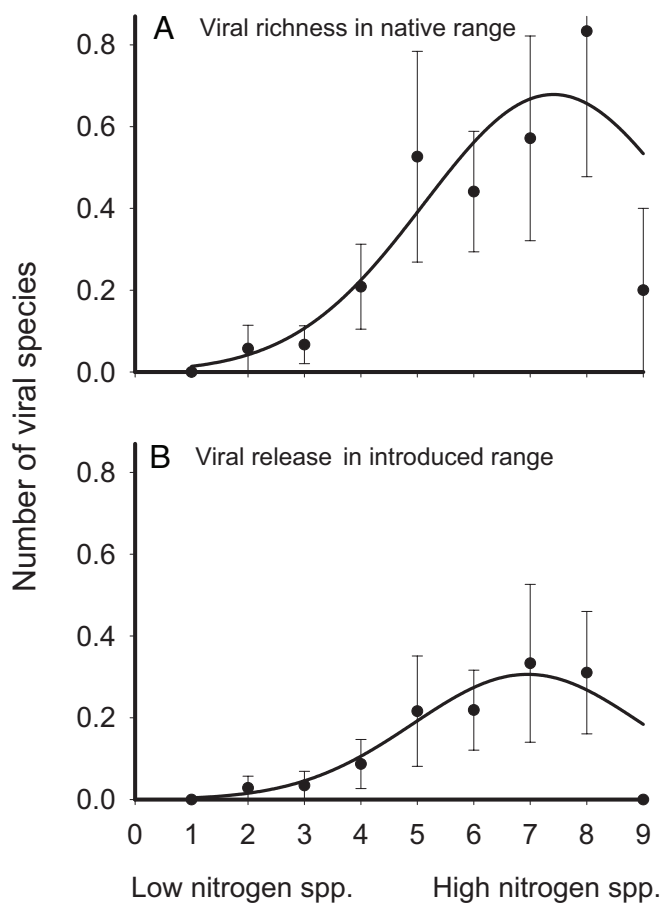 A Viral richness in native range
0.8
0.6
0.4
0.2
0.0
Number of viral species
B Viral release in introduced range
0.8
0.6
0.4
0.2
0.0
0 1 2 3 4 5 6 7 8 9
Low nitrogen spp. High nitrogen spp.